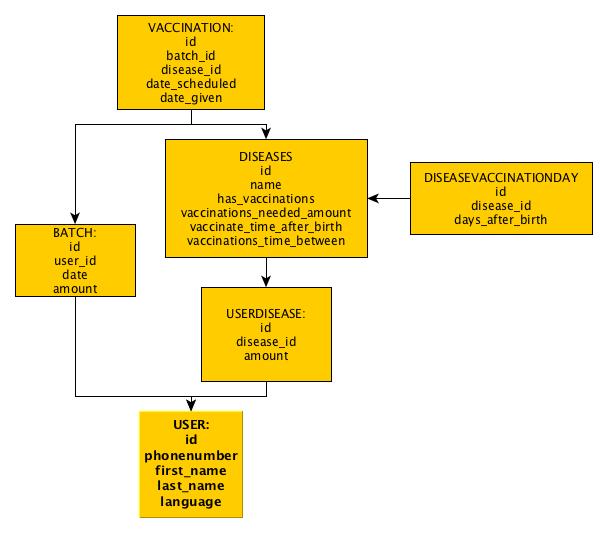 VACCINATION:
id
batch_id
disease_id
date_scheduled
date_given
DISEASES
id
name
has_vaccinations
vaccinations_needed_amount
vaccinate_time_after_birth
vaccinations_time_between
DISEASEVACCINATIONDAY
id
disease_id
days_after_birth
BATCH:
id
user_id
date
amount
USERDISEASE:
id
disease_id
amount
USER:
id
phonenumber
first_name
last_name
language